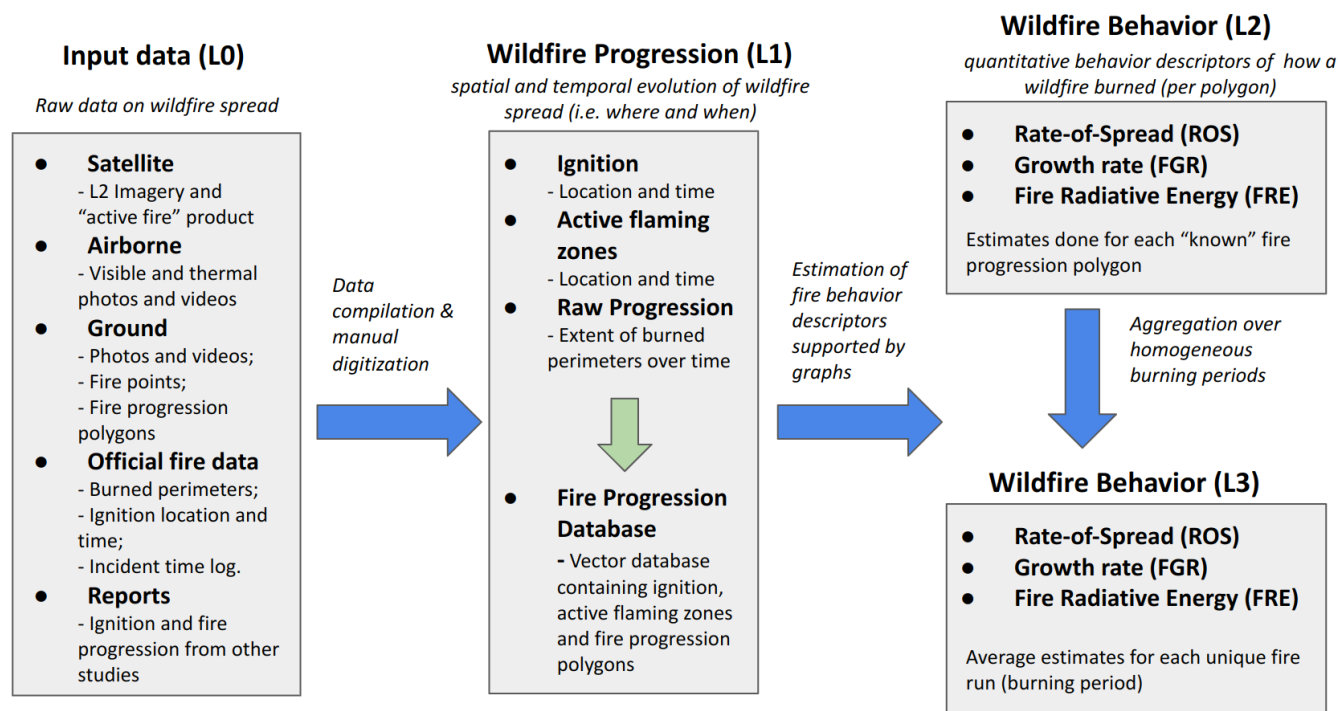 Input data (L0)
Raw data on wildfire spread
● Satellite
- L2 Imagery and
“active fire” product
● Airborne
- Visible and thermal
photos and videos
● Ground
- Photos and videos;
- Fire points;
- Fire progression
polygons
● Official fire data
- Burned perimeters;
- Ignition location and
time;
- Incident time log.
● Reports
- Ignition and fire
progression from other
studies
Data
compilation &
manual
digitization
Wildfire Progression (L1)
spatial and temporal evolution of wildfire
spread (i.e. where and when)
● Ignition
- Location and time
● Active flaming
zones
- Location and time
● Raw Progression
- Extent of burned
perimeters over time
● Fire Progression
Database
- Vector database
containing ignition,
active flaming zones
and fire progression
polygons
Estimation of
fire behavior
descriptors
supported by
graphs
Wildfire Behavior (L2)
quantitative behavior descriptors of how a
wildfire burned (per polygon)
● Rate-of-Spread (ROS)
● Growth rate (FGR)
● Fire Radiative Energy (FRE)
Estimates done for each “known” fire
progression polygon
Aggregation over
homogeneous
burning periods
Wildfire Behavior (L3)
● Rate-of-Spread (ROS)
● Growth rate (FGR)
● Fire Radiative Energy (FRE)
Average estimates for each unique fire
run (burning period)